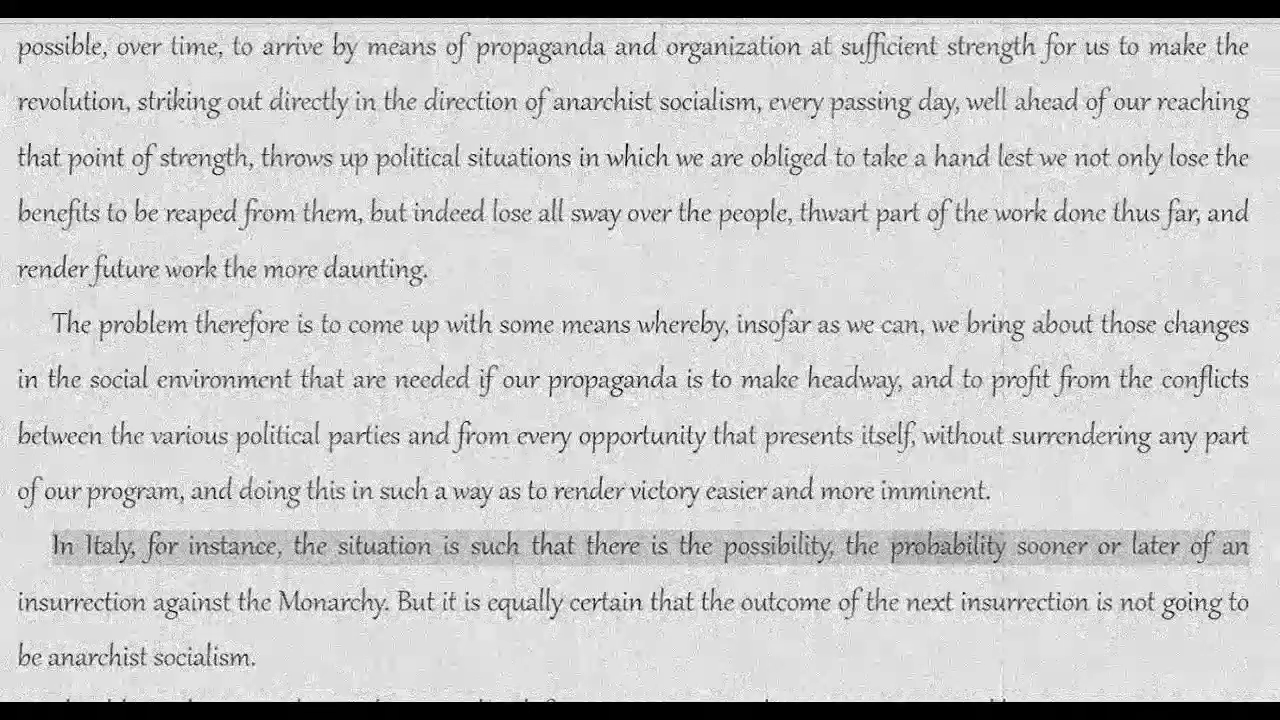 possible, over time, to arrive by means of propaganda and organization at sufficient strength for us to make the
revolution, striking out directly in the direction of anarchist socialism, every passing day, well ahead of our reaching
that point of strength, throws up political situations in which we are obliged to take a hand lest we not only lose the
benefits to be reaped from them, but indeed lose all sway over the people, thwart part of the work done thus far, and
render future work the more daunting.
The problem therefore is to come up with some means whereby, insofar as we can, we bring about those changes
in the social environment that are needed if our propaganda is to make headway, and to profit from the conflicts
between the various political parties and from every opportunity that presents itself, without surrendering any part
of our program, and doing this in such a way as to render victory easier and more imminent.
In Italy, for instance, the situation is such that there is the possibility, the probability sooner or later of an
insurrection against the Monarchy. But it is equally certain that the outcome of the next insurrection is not going to
be anarchist socialism.